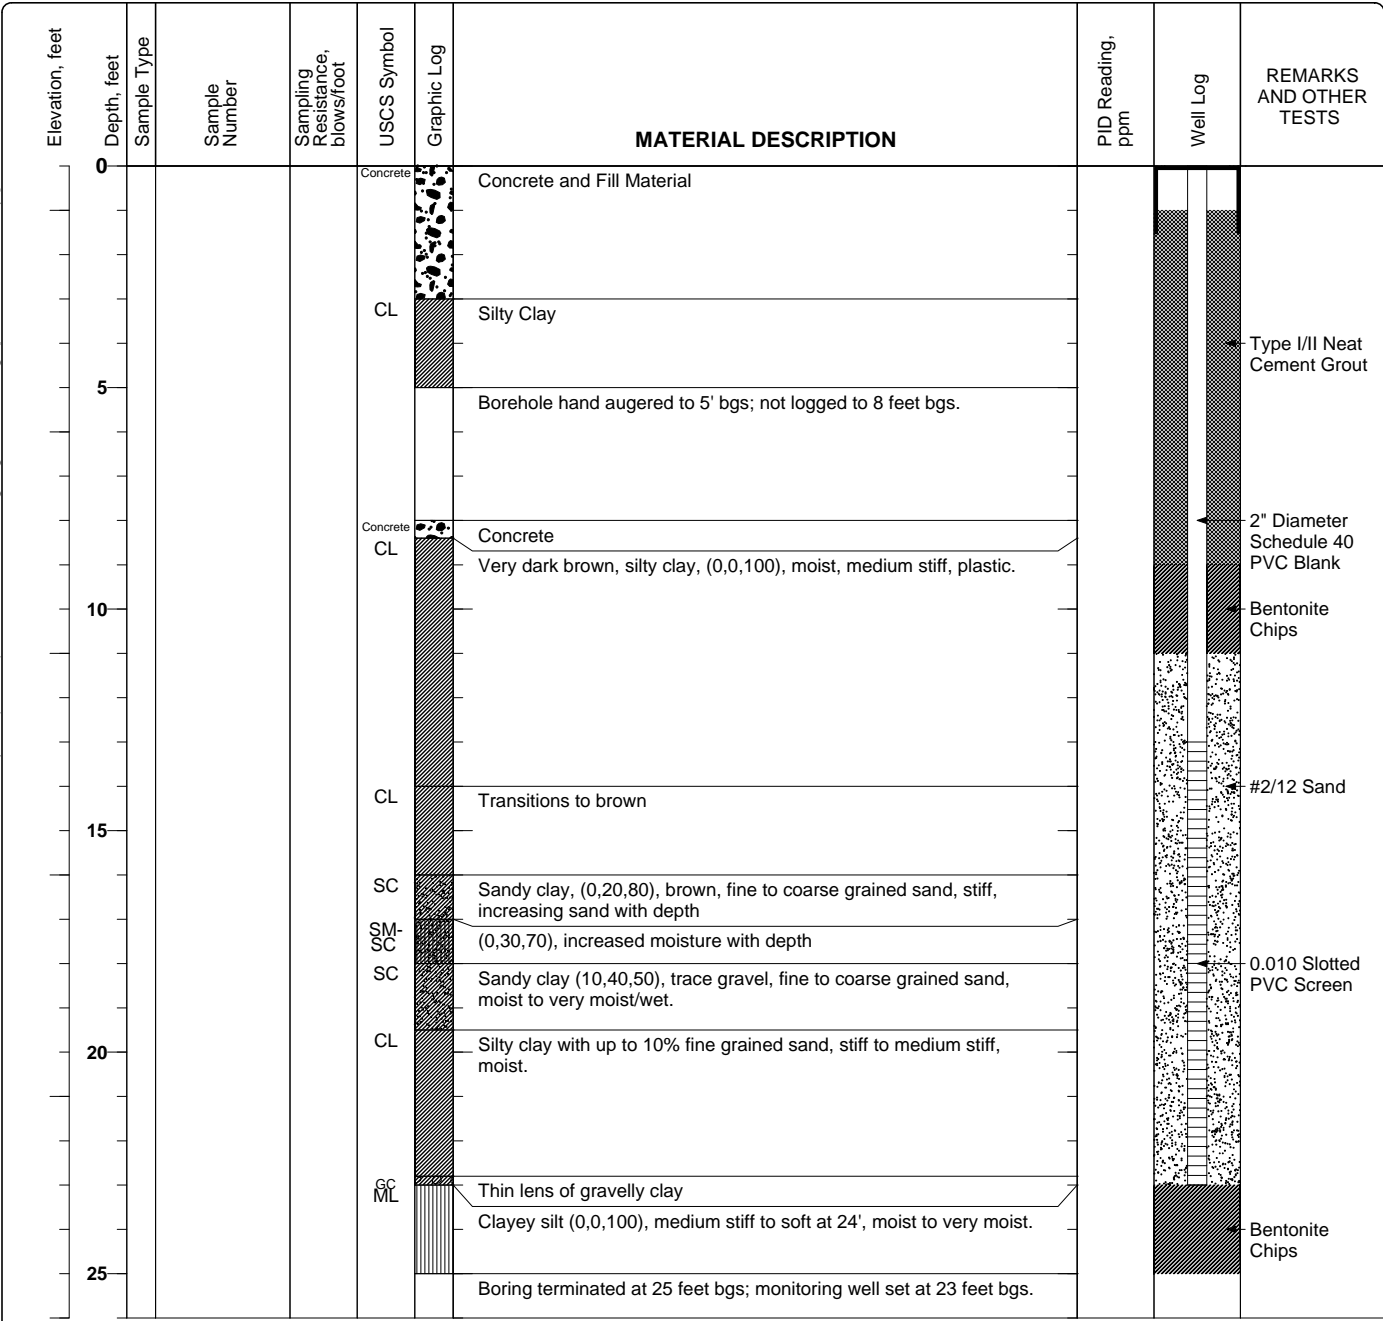 Elevation, feet
Depth, feet
Sample Type
Sample
Number
Sampling
Resistance,
blows/foot
USCS Symbol
Graphic Log
MATERIAL DESCRIPTION
PID Reading,
ppm
Well Log
REMARKS
AND OTHER
TESTS
0
Concrete
Concrete and Fill Material
CL
Silty Clay
Type I/II Neat
Cement Grout
5
Borehole hand augered to 5' bgs; not logged to 8 feet bgs.
Concrete
Concrete
2" Diameter
Schedule 40
PVC Blank
CL
Very dark brown, silty clay, (0,0,100), moist, medium stiff, plastic.
10
Bentonite
Chips
CL
Transitions to brown
#2/12 Sand
15
SC
Sandy clay, (0,20,80), brown, fine to coarse grained sand, stiff,
increasing sand with depth
SM-
SC
(0,30,70), increased moisture with depth
SC
Sandy clay (10,40,50), trace gravel, fine to coarse grained sand,
moist to very moist/wet.
0.010 Slotted
PVC Screen
CL
Silty clay with up to 10% fine grained sand, stiff to medium stiff,
moist.
20
GC
Thin lens of gravelly clay
ML
Clayey silt (0,0,100), medium stiff to soft at 24', moist to very moist.
Bentonite
Chips
25
Boring terminated at 25 feet bgs; monitoring well set at 23 feet bgs.